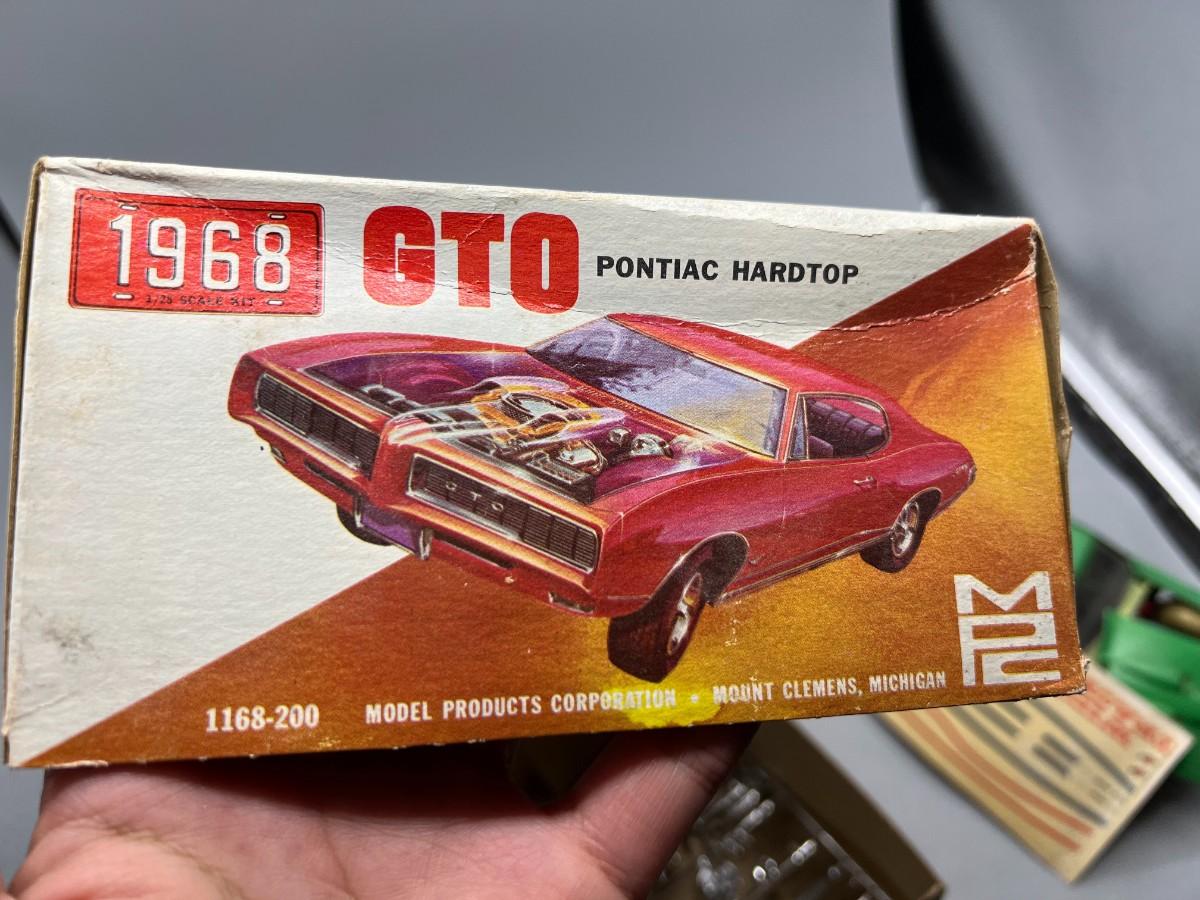 1968
1/25 SCALE KIT
GTO
PONTIAC HARDTOP
GTO
MPC
1168-200
MODEL PRODUCTS CORPORATION • MOUNT CLEMENS, MICHIGAN